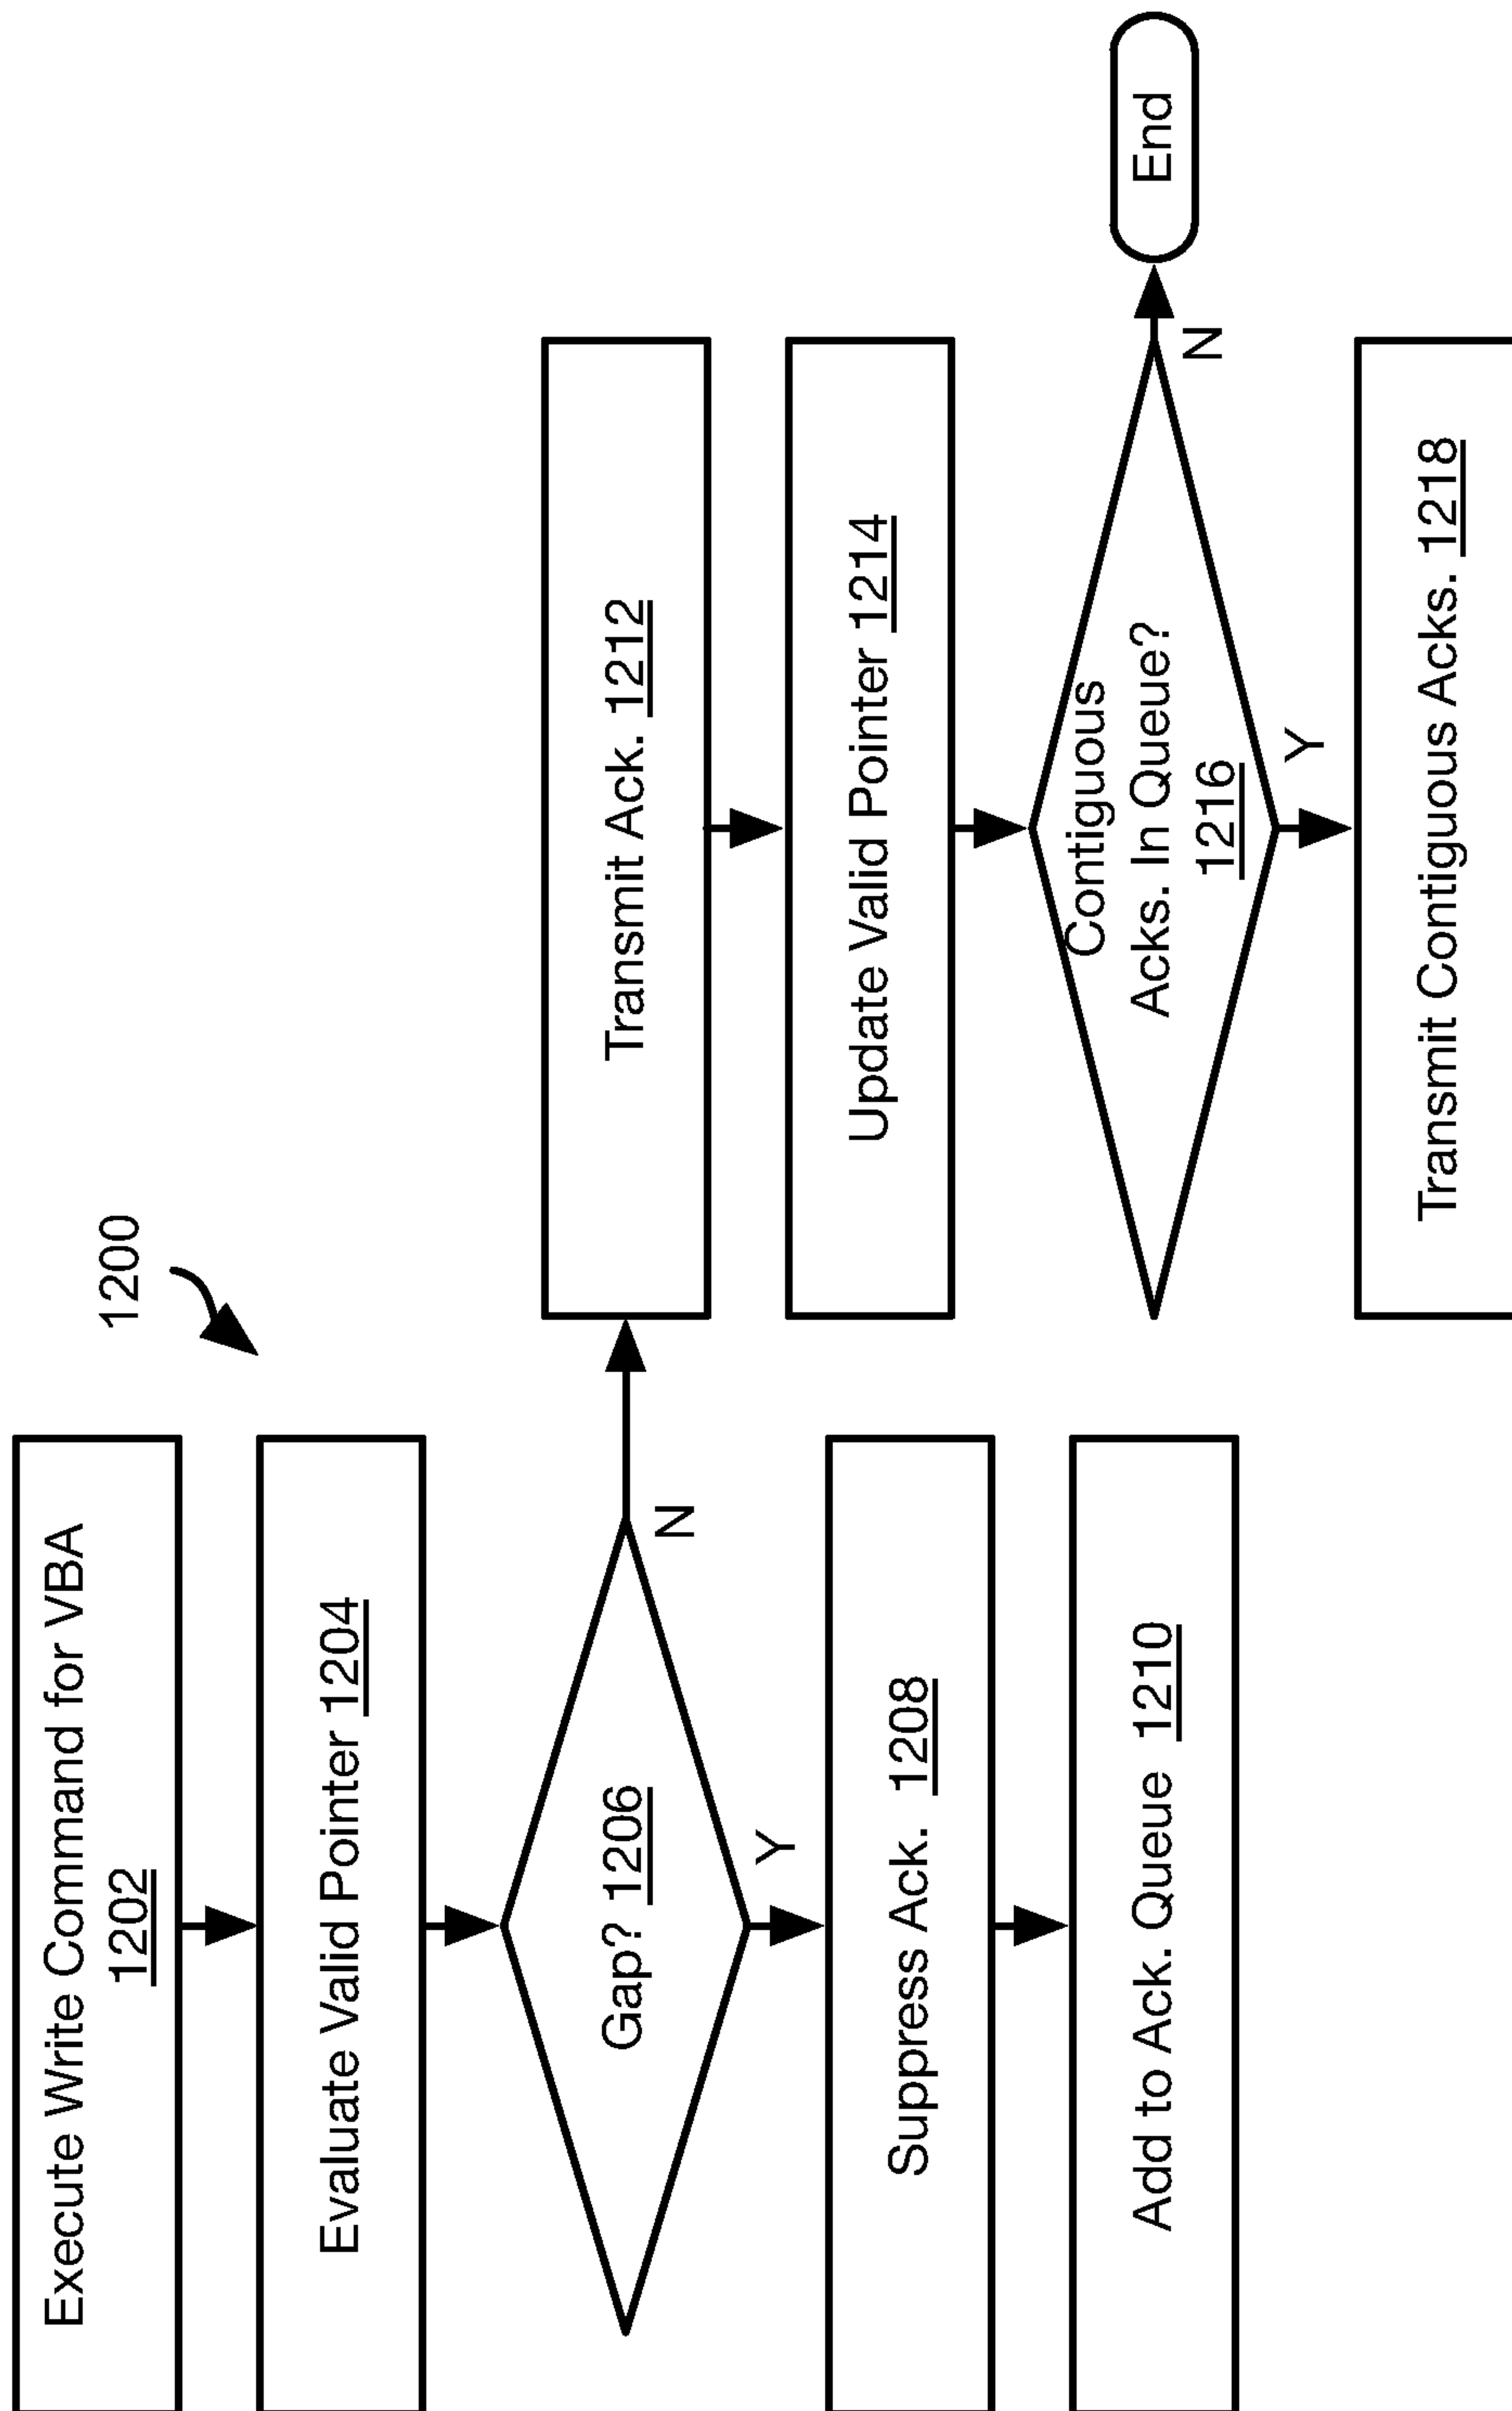 1200
Execute Write Command for VBA
1202
Evaluate Valid Pointer 1204
Gap? 1206
N
Y
Suppress Ack. 1208
Add to Ack. Queue 1210
Transmit Ack. 1212
Update Valid Pointer 1214
Contiguous
Acks. In Queue?
1216
N
End
Y
Transmit Contiguous Acks. 1218